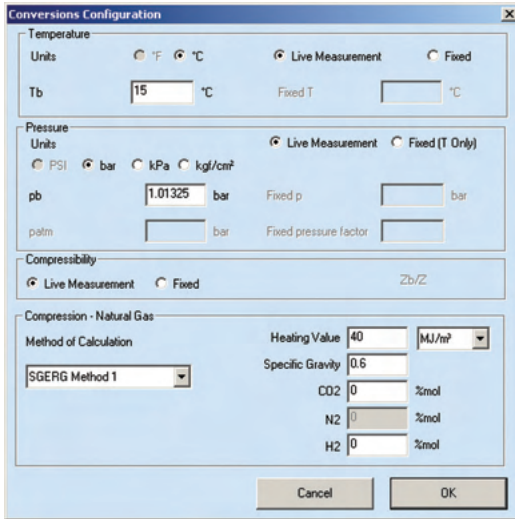 Conversions Configuration
Temperature
Units °F °C Live Measurement Fixed
Tb 15 °C Fixed T °C
Pressure
Units Live Measurement Fixed (T Only)
PSI bar kPa kgf/cm²
pb 1.01325 bar Fixed p bar
patm bar Fixed pressure factor
Compressibility
Live Measurement Fixed Zb/Z
Compression - Natural Gas
Method of Calculation Heating Value 40 MJ/m³
SGERG Method 1 Specific Gravity 0.6
CO2 0 %mol
N2 0 %mol
H2 0 %mol
Cancel OK